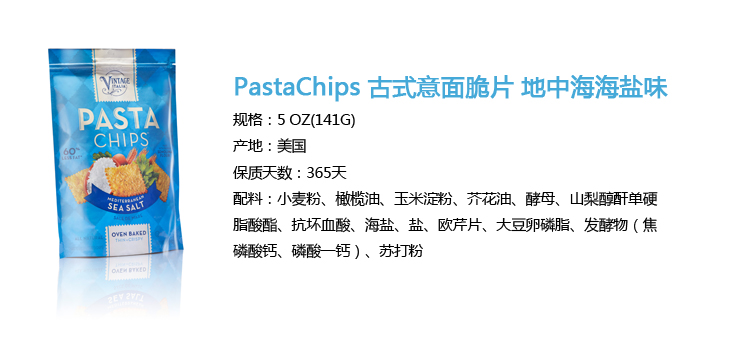 VINTAGE
ITALIA
PASTA
CHIPS
60%
MEDITERRANEAN
SEA SALT
OVEN BAKED
PastaChips 古式意面脆片 地中海海盐味
规格：5 OZ(141G)
产地：美国
保质天数：365天
配料：小麦粉、橄榄油、玉米淀粉、芥花油、酵母、山梨醇酐单硬
脂酸酯、抗坏血酸、海盐、盐、欧芹片、大豆卵磷脂、发酵物（焦
磷酸钙、磷酸一钙）、苏打粉